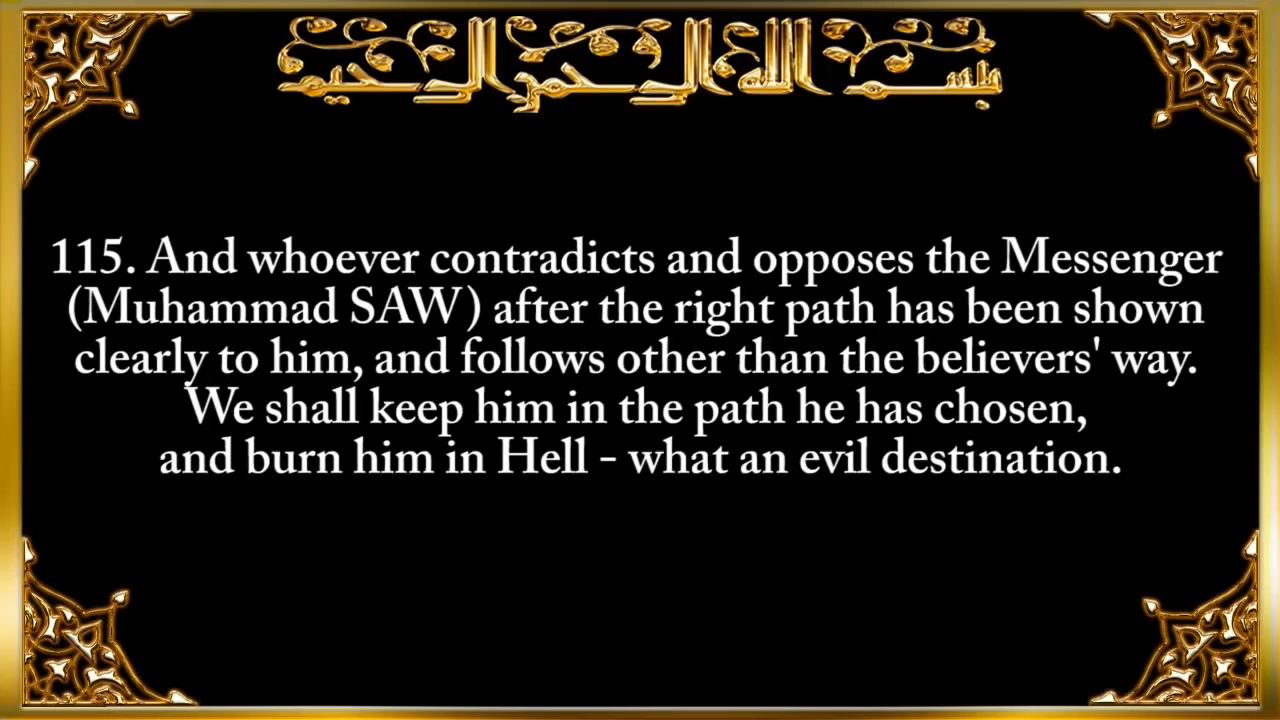 بسم الله الرحمن الرحيم
115. And whoever contradicts and opposes the Messenger
(Muhammad SAW) after the right path has been shown
clearly to him, and follows other than the believers' way.
We shall keep him in the path he has chosen,
and burn him in Hell - what an evil destination.